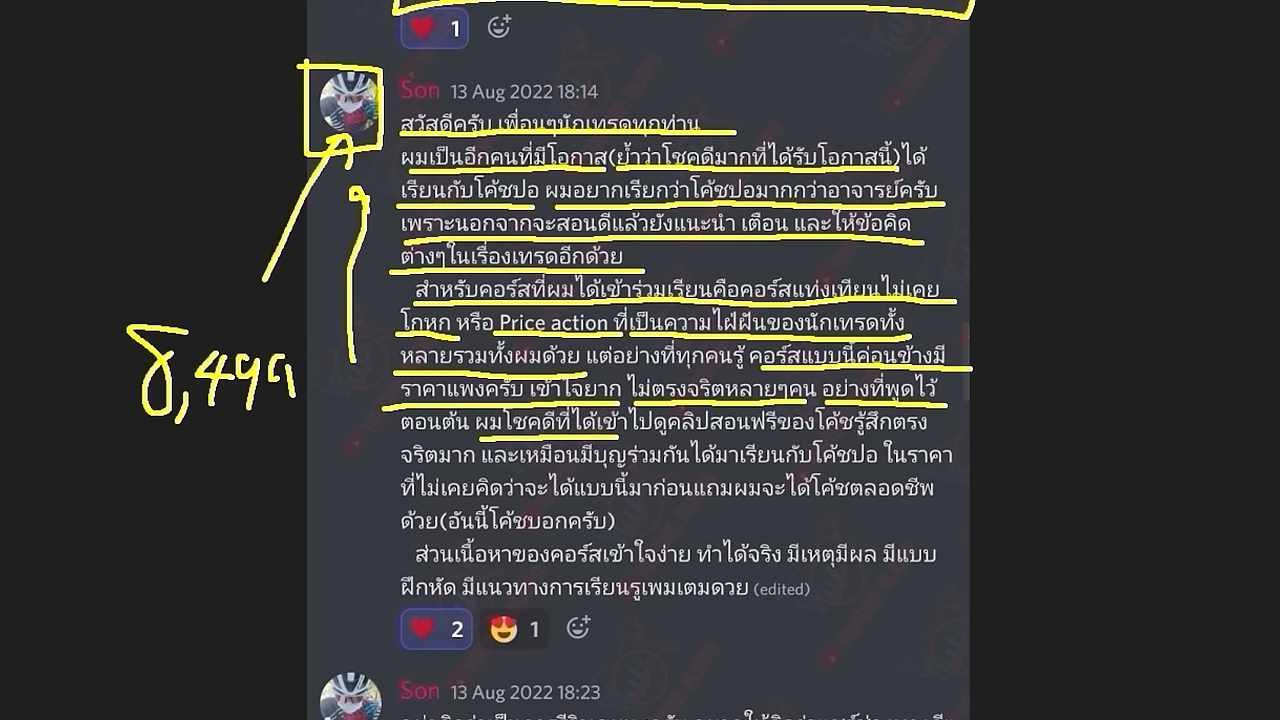 1
Son 13 Aug 2022 18:14
สวัสดีครับ เพื่อนๆนักเทรดทุกท่าน
ผมเป็นอีกคนที่มีโอกาส(ย้ำว่าโชคดีมากที่ได้รับโอกาสนี้)ได้
เรียนกับโค้ชปอ ผมอยากเรียกว่าโค้ชปอมากกว่าอาจารย์ครับ
เพราะนอกจากจะสอนดีแล้วยังแนะนำ เตือน และให้ข้อคิด
ต่างๆในเรื่องเทรดอีกด้วย
สำหรับคอร์สที่ผมได้เข้าร่วมเรียนคือคอร์สแท่งเทียนไม่เคย
โกหก หรือ Price action ที่เป็นความใฝ่ฝันของนักเทรดทั้ง
หลายรวมทั้งผมด้วย แต่อย่างที่ทุกคนรู้ คอร์สแบบนี้ค่อนข้างมี
ราคาแพงครับ เข้าใจยาก ไม่ตรงจริตหลายๆคน อย่างที่พูดไว้
ตอนต้น ผมโชคดีที่ได้เข้าไปดูคลิปสอนฟรีของโค้ชรู้สึกตรง
จริตมาก และเหมือนมีบุญร่วมกันได้มาเรียนกับโค้ชปอ ในราคา
ที่ไม่เคยคิดว่าจะได้แบบนี้มาก่อนแถมผมจะได้โค้ชตลอดชีพ
ด้วย(อันนี้โค้ชบอกครับ)
ส่วนเนื้อหาของคอร์สเข้าใจง่าย ทำได้จริง มีเหตุมีผล มีแบบ
ฝึกหัด มีแนวทางการเรียนรู้เพิ่มเติมด้วย (edited)
2 1
Son 13 Aug 2022 18:23